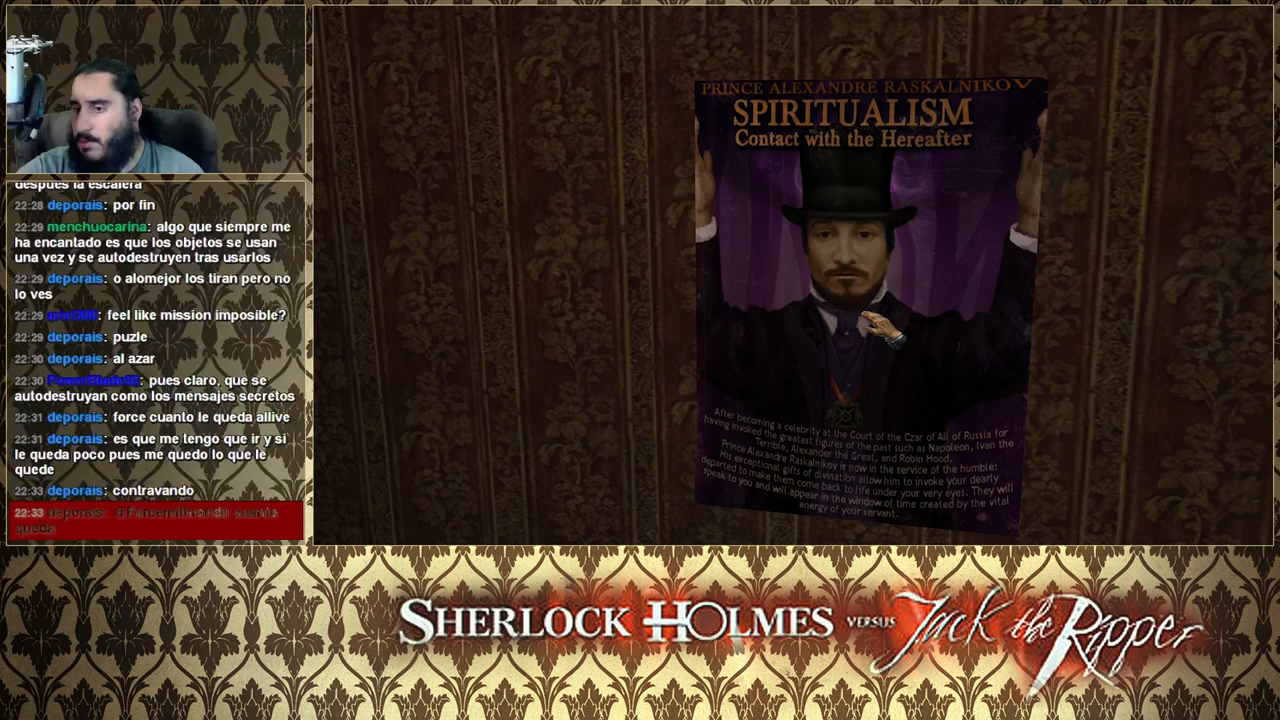 después la escalera
22:28 deporais: por fin
22:29 menchuocarina: algo que siempre me
ha encantado es que los objetos se usan
una vez y se autodestruyen tras usarlos
22:29 deporais: o alomejor los tiran pero no
lo ves
22:29 : feel like mission imposible?
22:29 deporais: puzle
22:30 deporais: al azar
22:30 : pues claro, que se
autodestruyan como los mensajes secretos
22:31 deporais: force cuanto le queda allive
22:31 deporais: es que me tengo que ir y si
le queda poco pues me quedo lo que le
quede
22:33 deporais: contravando
22:33 deporais: cuanto
queda
PRINCE ALEXANDRE RASKALNIKOV
SPIRITUALISM
Contact with the Hereafter
After becoming a celebrity at the Court of the Czar of All of Russia for
having invoked the greatest figures of the past such as Napoleon, Ivan the
Terrible, Alexander the Great, and Robin Hood.
Prince Alexandre Raskalnikov is now in the service of the humble:
His exceptional gifts of divination allow him to invoke your dearly
departed to make them come back to life under your very eyes. They will
speak to you and will appear in the window of time created by the vital
energy of your servant.
SHERLOCK HOLMES VERSUS Jack the Ripper